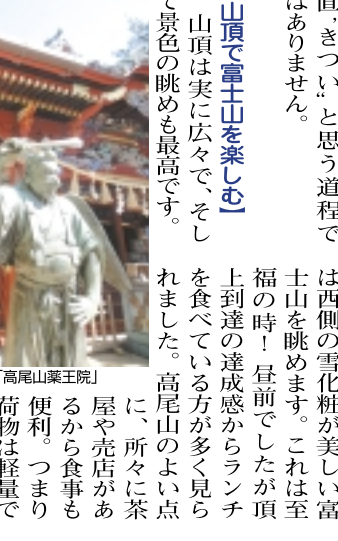 直,きつい“と思う道程で
はありません。
山頂で富士山を楽しむ】
山頂は実に広々で、そし
て景色の眺めも最高です。
は西側の雪化粧が美しい富
士山を眺めます。これは至
福の時！昼前でしたが頂
上到達の達成感からランチ
を食べている方が多く見ら
れました。高尾山のよい点
に、所々に茶
屋や売店があ
るから食事も
便利。つまり
荷物は軽量で
「高尾山薬王院」